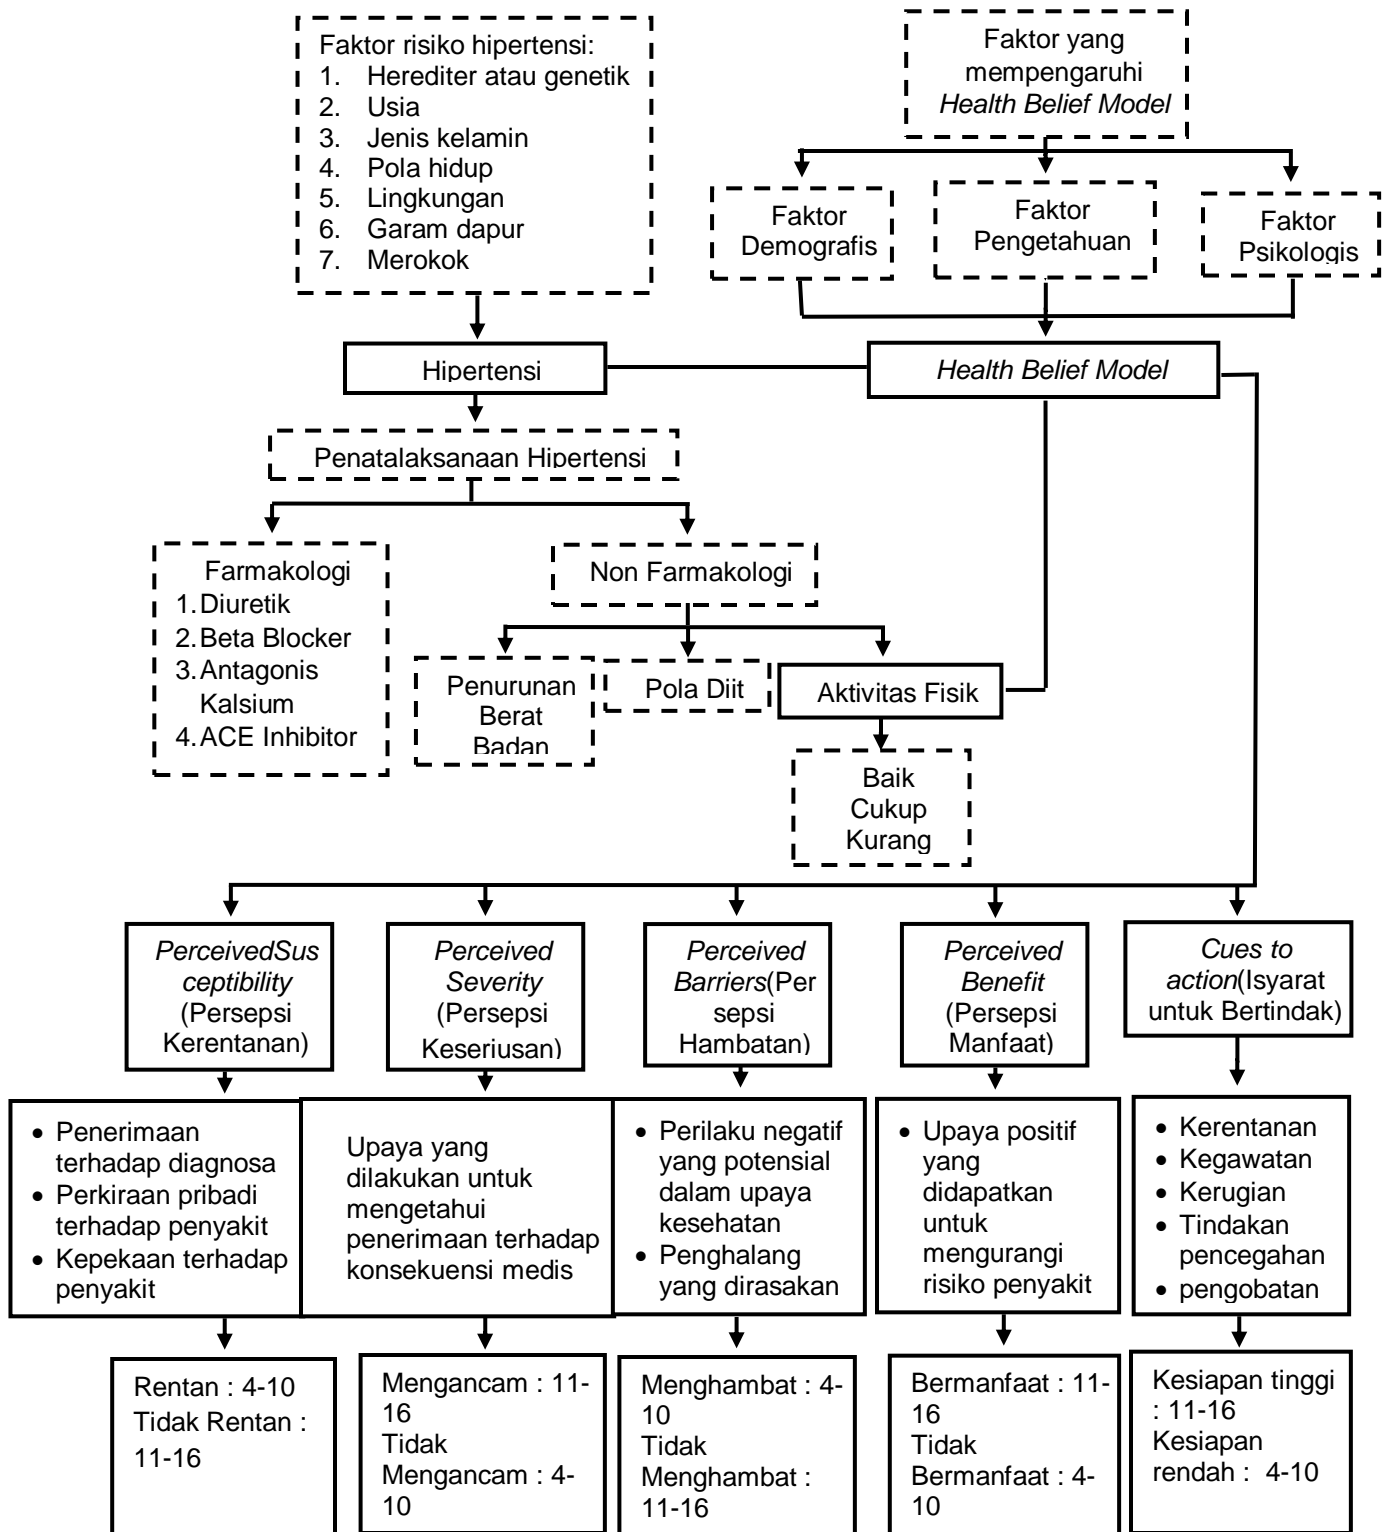 Faktor risiko hipertensi:
1. Herediter atau genetik
2. Usia
3. Jenis kelamin
4. Pola hidup
5. Lingkungan
6. Garam dapur
7. Merokok
Faktor yang
mempengaruhi
Health Belief Model
Faktor
Demografis
Faktor
Pengetahuan
Faktor
Psikologis
Hipertensi
Health Belief Model
Penatalaksanaan Hipertensi
Farmakologi
1. Diuretik
2. Beta Blocker
3. Antagonis
Kalsium
4. ACE Inhibitor
Non Farmakologi
Penurunan
Berat
Badan
Pola Diit
Aktivitas Fisik
Baik
Cukup
Kurang
PerceivedSus
ceptibility
(Persepsi
Kerentanan)
Perceived
Severity
(Persepsi
Keseriusan)
Perceived
Barriers(Per
sepsi
Hambatan)
Perceived
Benefit
(Persepsi
Manfaat)
Cues to
action(Isyarat
untuk Bertindak)
• Penerimaan
terhadap diagnosa
• Perkiraan pribadi
terhadap penyakit
• Kepekaan terhadap
penyakit
Upaya yang
dilakukan untuk
mengetahui
penerimaan terhadap
konsekuensi medis
• Perilaku negatif
yang potensial
dalam upaya
kesehatan
• Penghalang
yang dirasakan
• Upaya positif
yang
didapatkan
untuk
mengurangi
risiko penyakit
• Kerentanan
• Kegawatan
• Kerugian
• Tindakan
pencegahan
• pengobatan
Rentan : 4-10
Tidak Rentan :
11-16
Mengancam : 11-
16
Tidak
Mengancam : 4-
10
Menghambat : 4-
10
Tidak
Menghambat :
11-16
Bermanfaat : 11-
16
Tidak
Bermanfaat : 4-
10
Kesiapan tinggi
: 11-16
Kesiapan
rendah : 4-10